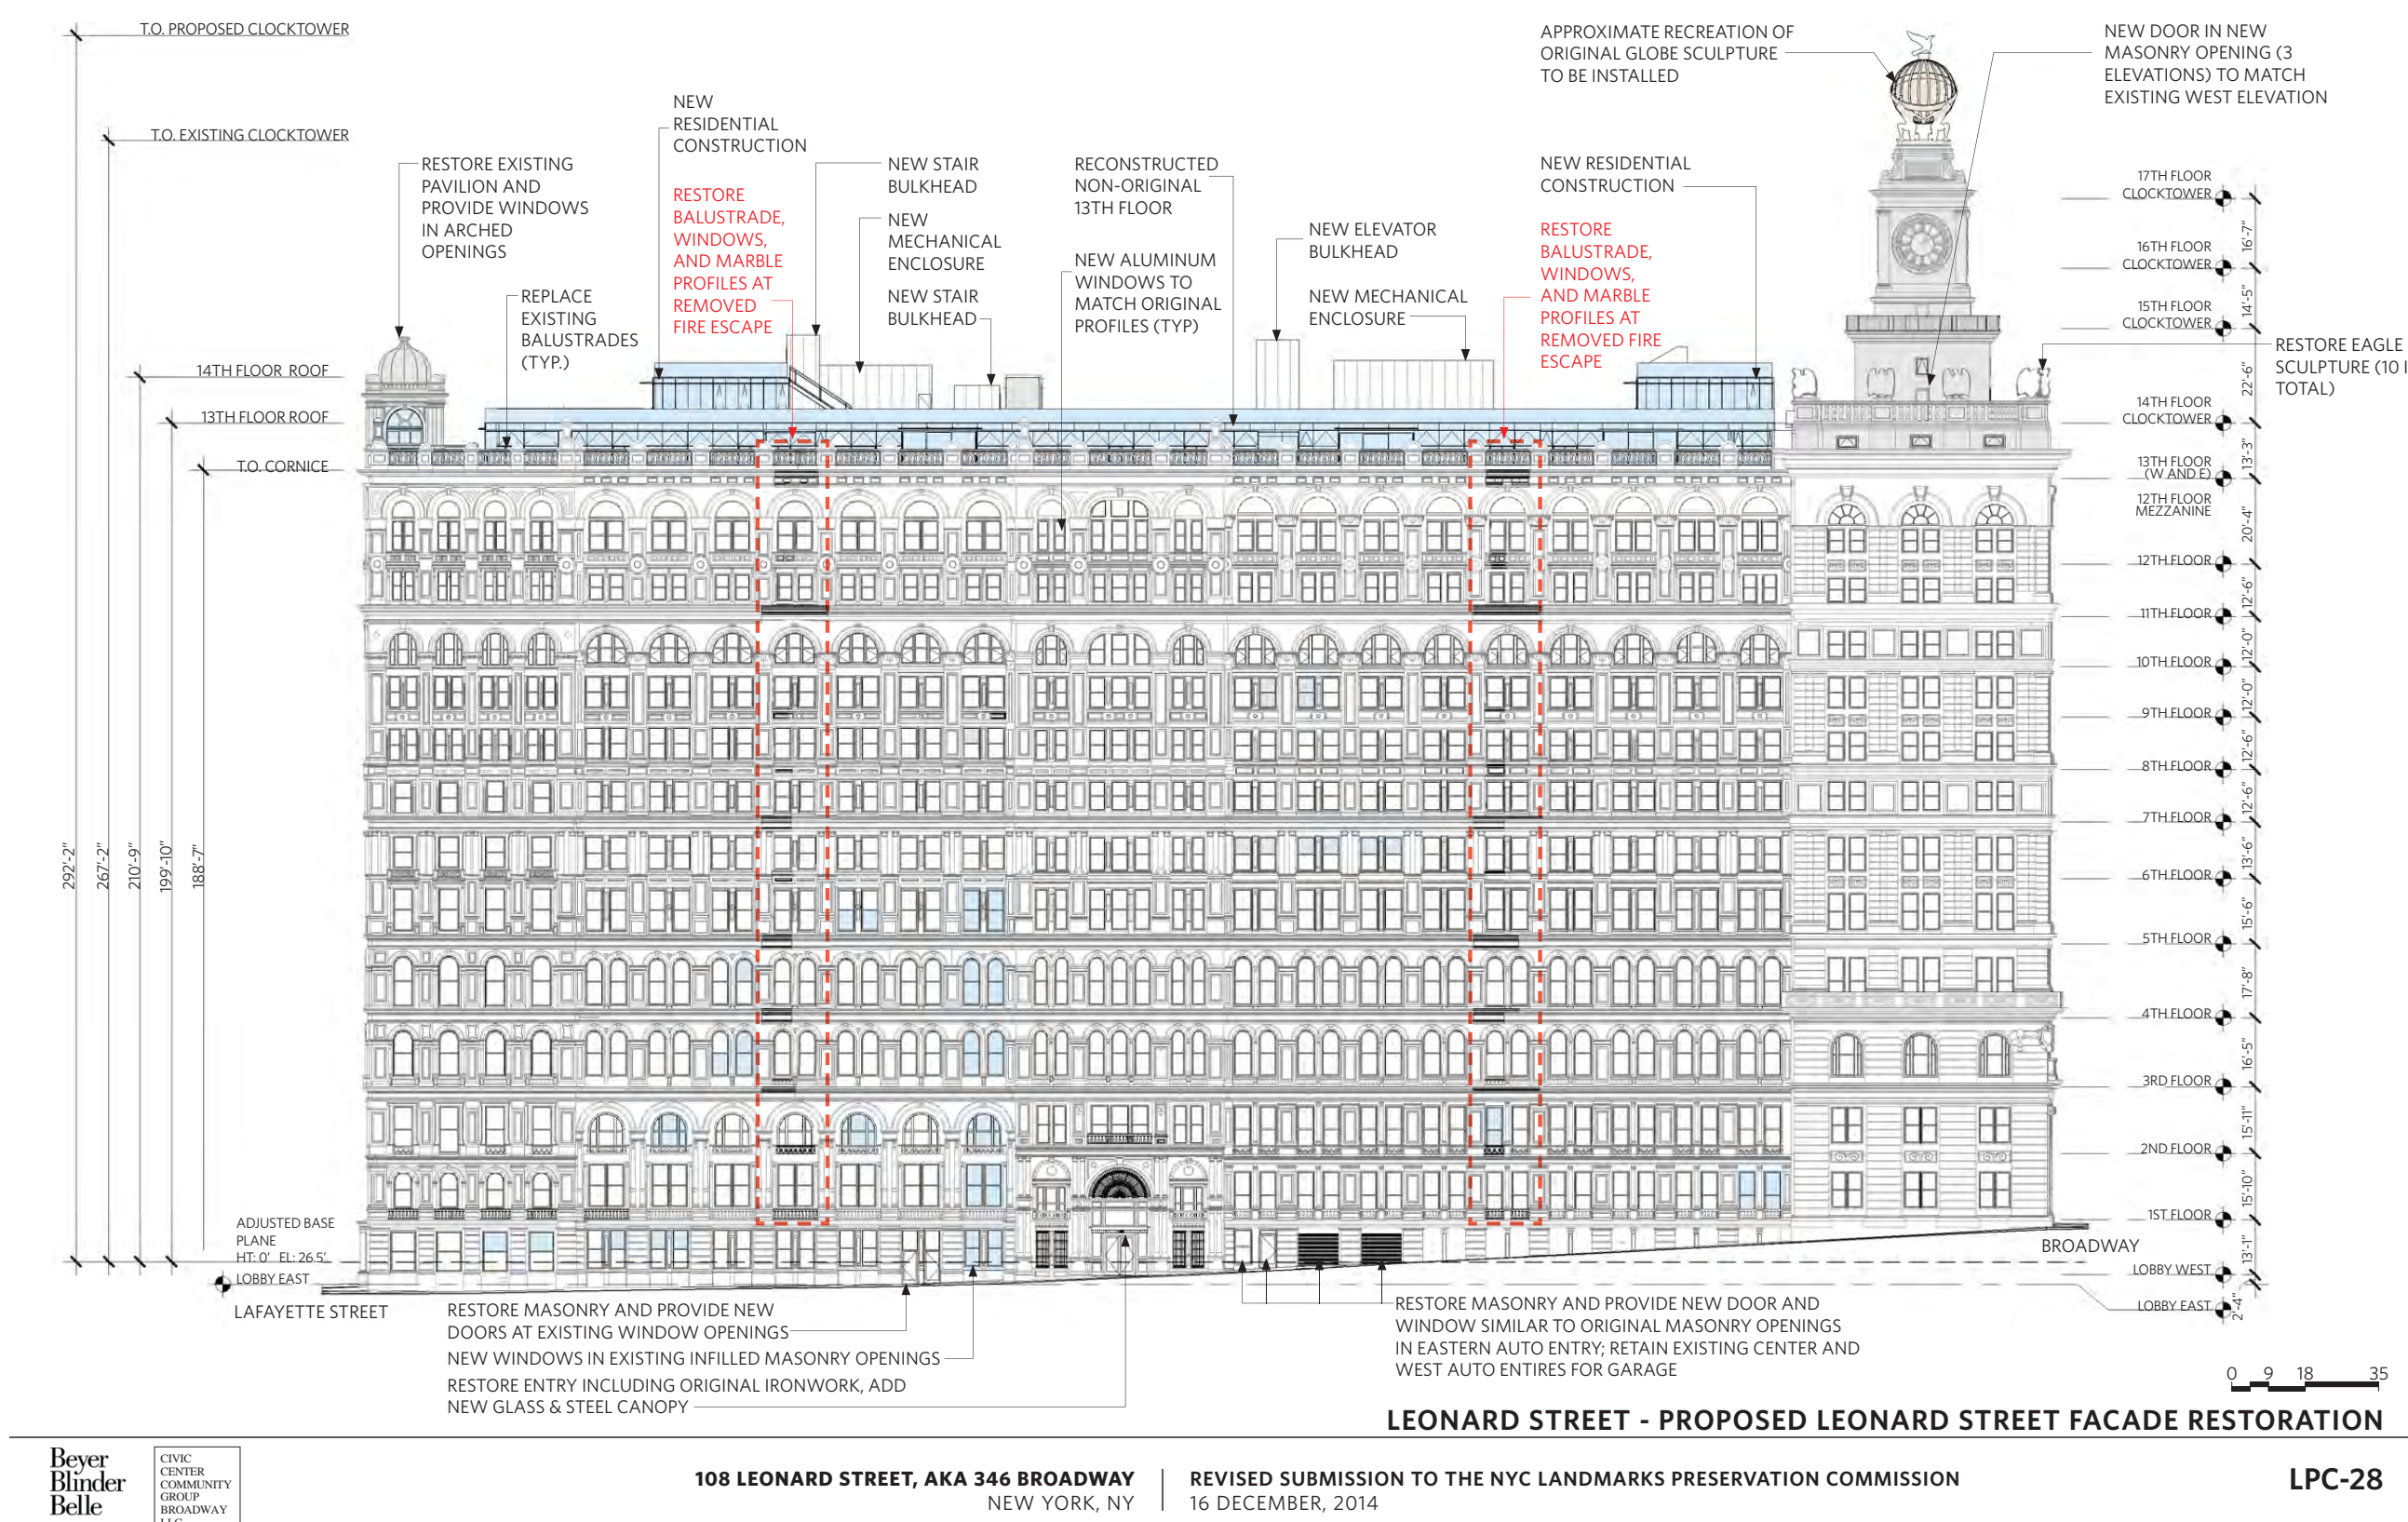 T.O. PROPOSED CLOCKTOWER
T.O. EXISTING CLOCKTOWER
14TH FLOOR ROOF
13TH FLOOR ROOF
T.O. CORNICE
292'-2"
267'-2"
210'-9"
199'-10"
188'-7"
ADJUSTED BASE
PLANE
HT: 0' EL: 26.5'
LOBBY EAST
LAFAYETTE STREET
RESTORE EXISTING
PAVILION AND
PROVIDE WINDOWS
IN ARCHED
OPENINGS
REPLACE
EXISTING
BALUSTRADES
(TYP.)
NEW
RESIDENTIAL
CONSTRUCTION
RESTORE
BALUSTRADE,
WINDOWS,
AND MARBLE
PROFILES AT
REMOVED
FIRE ESCAPE
NEW STAIR
BULKHEAD
NEW
MECHANICAL
ENCLOSURE
NEW STAIR
BULKHEAD
RECONSTRUCTED
NON-ORIGINAL
13TH FLOOR
NEW ALUMINUM
WINDOWS TO
MATCH ORIGINAL
PROFILES (TYP)
NEW ELEVATOR
BULKHEAD
NEW MECHANICAL
ENCLOSURE
APPROXIMATE RECREATION OF
ORIGINAL GLOBE SCULPTURE
TO BE INSTALLED
NEW RESIDENTIAL
CONSTRUCTION
RESTORE
BALUSTRADE,
WINDOWS,
AND MARBLE
PROFILES AT
REMOVED FIRE
ESCAPE
NEW DOOR IN NEW
MASONRY OPENING (3
ELEVATIONS) TO MATCH
EXISTING WEST ELEVATION
RESTORE EAGLE
SCULPTURE (10 I
TOTAL)
17TH FLOOR
CLOCKTOWER
16'-7"
16TH FLOOR
CLOCKTOWER
14'-5"
15TH FLOOR
CLOCKTOWER
22'-6"
14TH FLOOR
CLOCKTOWER
13'-3"
13TH FLOOR
(W AND E)
12TH FLOOR
MEZZANINE
20'-4"
12TH FLOOR
12'-6"
11TH FLOOR
12'-0"
10TH FLOOR
12'-0"
9TH FLOOR
12'-6"
8TH FLOOR
12'-6"
7TH FLOOR
13'-6"
6TH FLOOR
15'-6"
5TH FLOOR
17'-8"
4TH FLOOR
16'-5"
3RD FLOOR
15'-11"
2ND FLOOR
15'-10"
1ST FLOOR
BROADWAY
13'-1"
LOBBY WEST
LOBBY EAST
2'-4"
RESTORE MASONRY AND PROVIDE NEW
DOORS AT EXISTING WINDOW OPENINGS
NEW WINDOWS IN EXISTING INFILLED MASONRY OPENINGS
RESTORE ENTRY INCLUDING ORIGINAL IRONWORK, ADD
NEW GLASS & STEEL CANOPY
RESTORE MASONRY AND PROVIDE NEW DOOR AND
WINDOW SIMILAR TO ORIGINAL MASONRY OPENINGS
IN EASTERN AUTO ENTRY; RETAIN EXISTING CENTER AND
WEST AUTO ENTIRES FOR GARAGE
0 9 18 35
LEONARD STREET - PROPOSED LEONARD STREET FACADE RESTORATION
Beyer
Blinder
Belle
CIVIC
CENTER
COMMUNITY
GROUP
BROADWAY
LLC
108 LEONARD STREET, AKA 346 BROADWAY
NEW YORK, NY
REVISED SUBMISSION TO THE NYC LANDMARKS PRESERVATION COMMISSION
16 DECEMBER, 2014
LPC-28